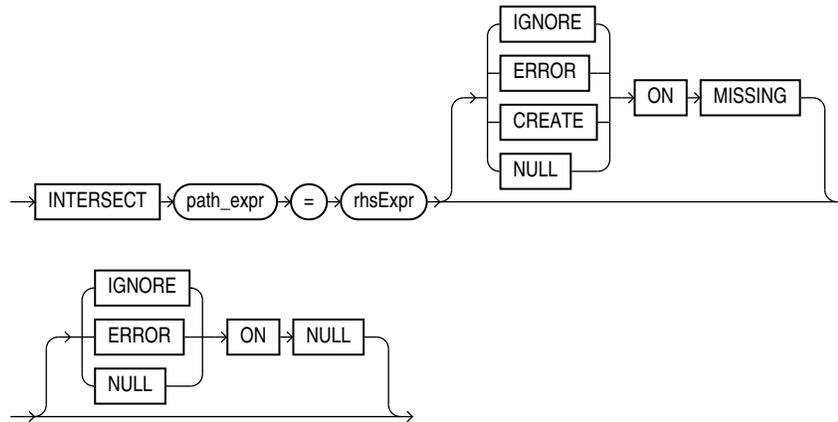 IGNORE
ERROR
CREATE
NULL
ON MISSING
INTERSECT path_expr = rhsExpr
IGNORE
ERROR
NULL
ON NULL